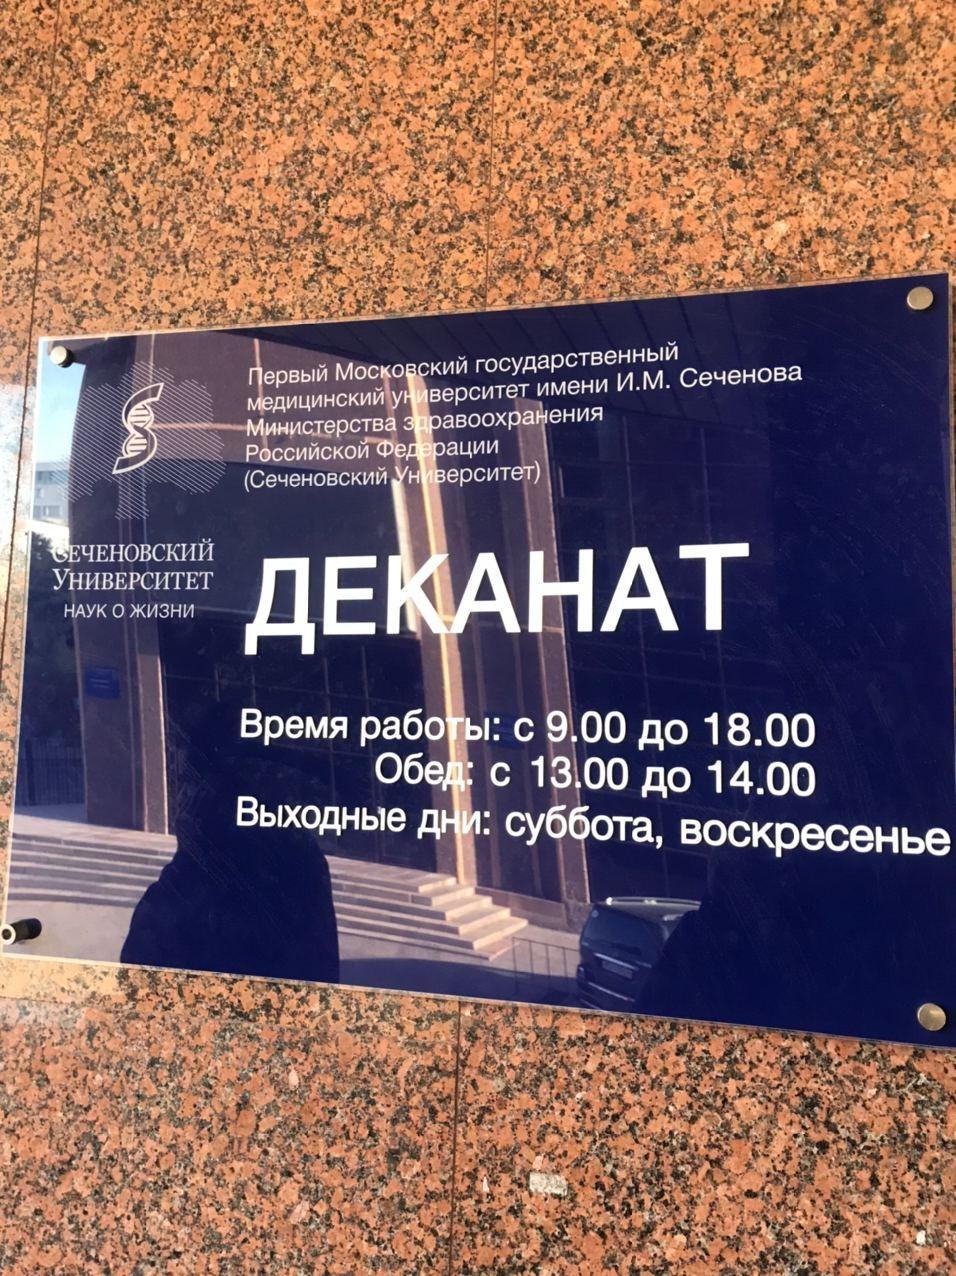 Первый Московский государственный
медицинский университет имени И.М. Сеченова
Министерства здравоохранения
Российской Федерации
(Сеченовский Университет)
СЕЧЕНОВСКИЙ
УНИВЕРСИТЕТ
НАУК О ЖИЗНИ
ДЕКАНАТ
Время работы: с 9.00 до 18.00
Обед: с 13.00 до 14.00
Выходные дни: суббота, воскресенье